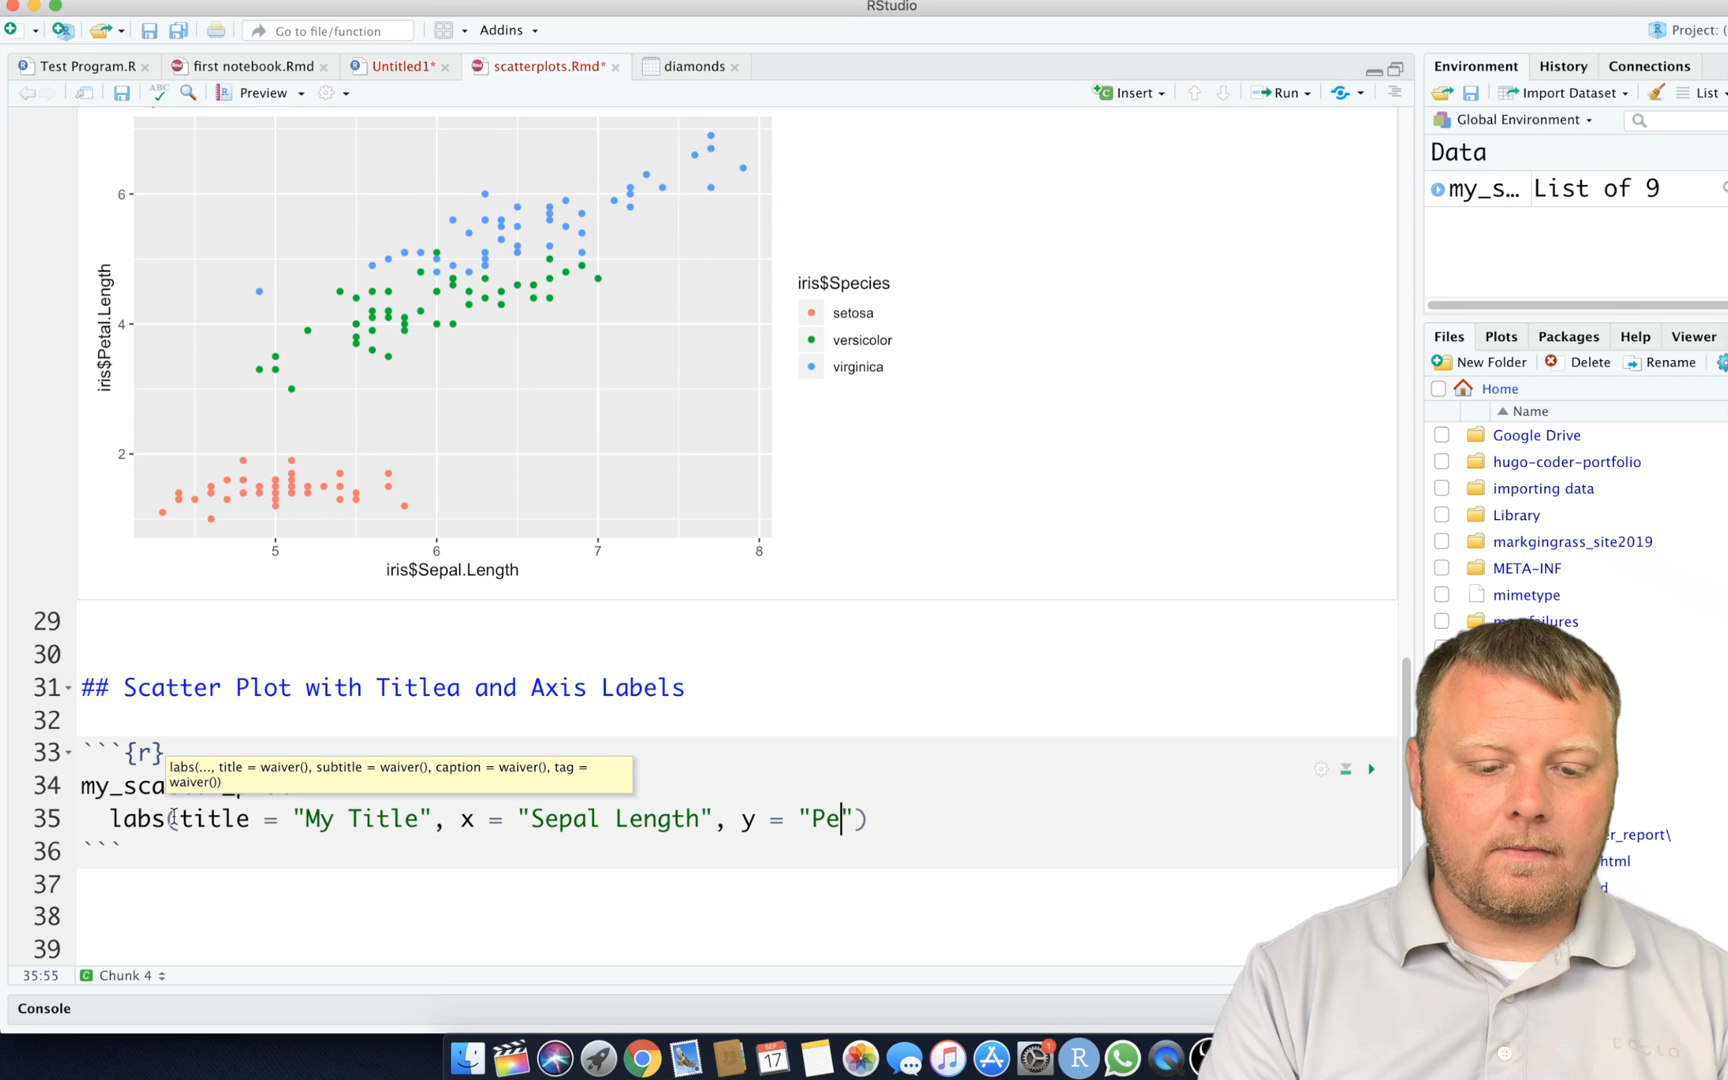 RStudio
Go to file/function
Addins
Project: (
Test Program.R
first notebook.Rmd
Untitled1*
scatterplots.Rmd*
diamonds
Preview
Insert
Run
Environment
History
Connections
Import Dataset
List
Global Environment
Data
my_s...
List of 9
Files
Plots
Packages
Help
Viewer
New Folder
Delete
Rename
Home
Name
Google Drive
hugo-coder-portfolio
importing data
Library
markgingrass_site2019
META-INF
mimetype
iris$Petal.Length
6
4
2
5
6
7
8
iris$Sepal.Length
iris$Species
setosa
versicolor
virginica
29
30
31 ## Scatter Plot with Titlea and Axis Labels
32
33 ```{r}
labs(..., title = waiver(), subtitle = waiver(), caption = waiver(), tag =
waiver())
34 my_sca
35 labs(title = "My Title", x = "Sepal Length", y = "Pe")
36 ```
37
38
39
er_report\
html
d
35:55
C
Chunk 4
Console
SEP
17
1
R